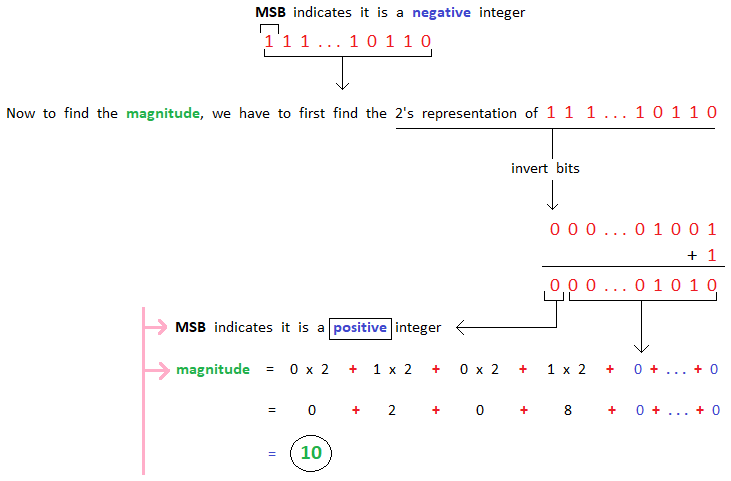 MSB indicates it is a negative integer
1 1 1 ... 1 0 1 1 0
Now to find the magnitude, we have to first find the 2's representation of 1 1 1 ... 1 0 1 1 0
invert bits
0 0 0 ... 0 1 0 0 1
+ 1
0 0 0 ... 0 1 0 1 0
MSB indicates it is a positive integer
magnitude = 0 x 2 + 1 x 2 + 0 x 2 + 1 x 2 + 0 + ... + 0
= 0 + 2 + 0 + 8 + 0 + ... + 0
= 10